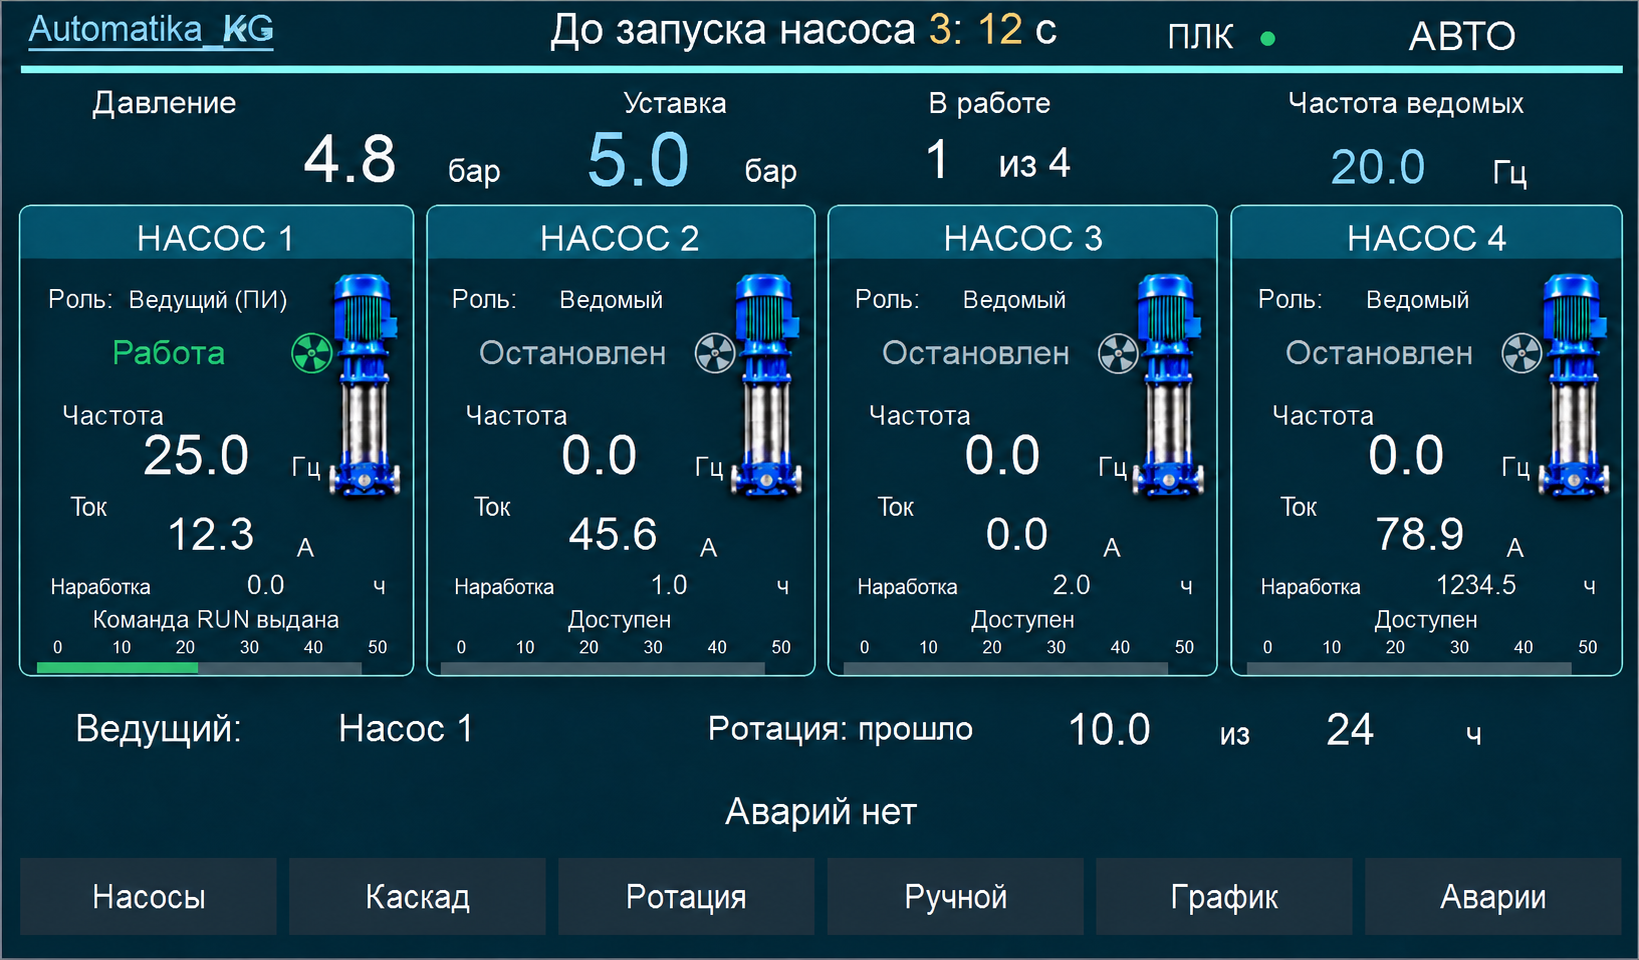 Automatika_KG
До запуска насоса 3: 12 с
ПЛК
АВТО
Давление
4.8 бар
Уставка
5.0 бар
В работе
1 из 4
Частота ведомых
20.0 Гц
НАСОС 1
Роль: Ведущий (ПИ)
Работа
Частота
25.0 Гц
Ток
12.3 А
Наработка 0.0 ч
Команда RUN выдана
0 10 20 30 40 50
НАСОС 2
Роль: Ведомый
Остановлен
Частота
0.0 Гц
Ток
45.6 А
Наработка 1.0 ч
Доступен
0 10 20 30 40 50
НАСОС 3
Роль: Ведомый
Остановлен
Частота
0.0 Гц
Ток
0.0 А
Наработка 2.0 ч
Доступен
0 10 20 30 40 50
НАСОС 4
Роль: Ведомый
Остановлен
Частота
0.0 Гц
Ток
78.9 А
Наработка 1234.5 ч
Доступен
0 10 20 30 40 50
Ведущий: Насос 1
Ротация: прошло 10.0 из 24 ч
Аварий нет
Насосы
Каскад
Ротация
Ручной
График
Аварии